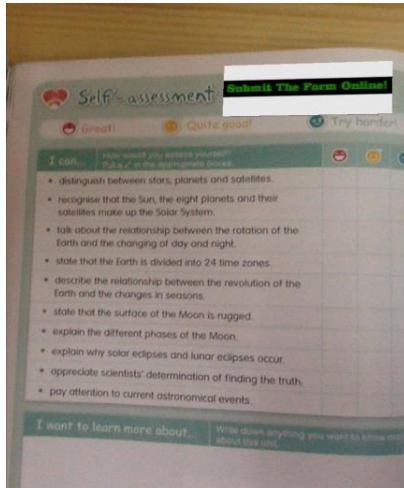 Self-assessment
Submit The Form Online!
Great!
Quite good!
Try harder!
I can...
How would you assess yourself?
Put a ✓ in the appropriate boxes.
• distinguish between stars, planets and satellites.
• recognise that the Sun, the eight planets and their
satellites make up the Solar System.
• talk about the relationship between the rotation of the
Earth and the changing of day and night.
• state that the Earth is divided into 24 time zones.
• describe the relationship between the revolution of the
Earth and the changes in seasons.
• state that the surface of the Moon is rugged.
• explain the different phases of the Moon.
• explain why solar eclipses and lunar eclipses occur.
• appreciate scientists' determination of finding the truth.
• pay attention to current astronomical events.
I want to learn more about...
Write down anything you want to know
about this unit.